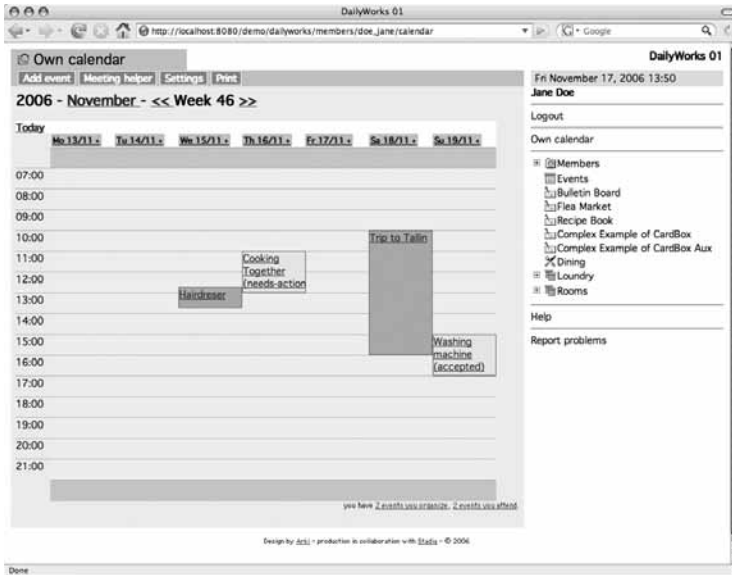 DailyWorks 01
http://localhost:8080/demo/dailyworks/members/doe_jane/calendar
Google
Own calendar
Add event Meeting helper Settings Print
2006 - November - << Week 46 >>
Today
Mo 13/11 Tu 14/11 We 15/11 Th 16/11 Fr 17/11 Sa 18/11 Su 19/11
07:00
08:00
09:00
10:00
Trip to Tallin
11:00
Cooking
Together
(needs-action
12:00
Hairdreser
13:00
14:00
15:00
Washing
machine
(accepted)
16:00
17:00
18:00
19:00
20:00
21:00
you have 2 events you organize, 2 events you attend.
DailyWorks 01
Fri November 17, 2006 13:50
Jane Doe
Logout
Own calendar
Members
Events
Bulletin Board
Flea Market
Recipe Book
Complex Example of CardBox
Complex Example of CardBox Aux
Dining
Loundry
Rooms
Help
Report problems
Design by Anki - production in collaboration with Stadia - © 2006
Done